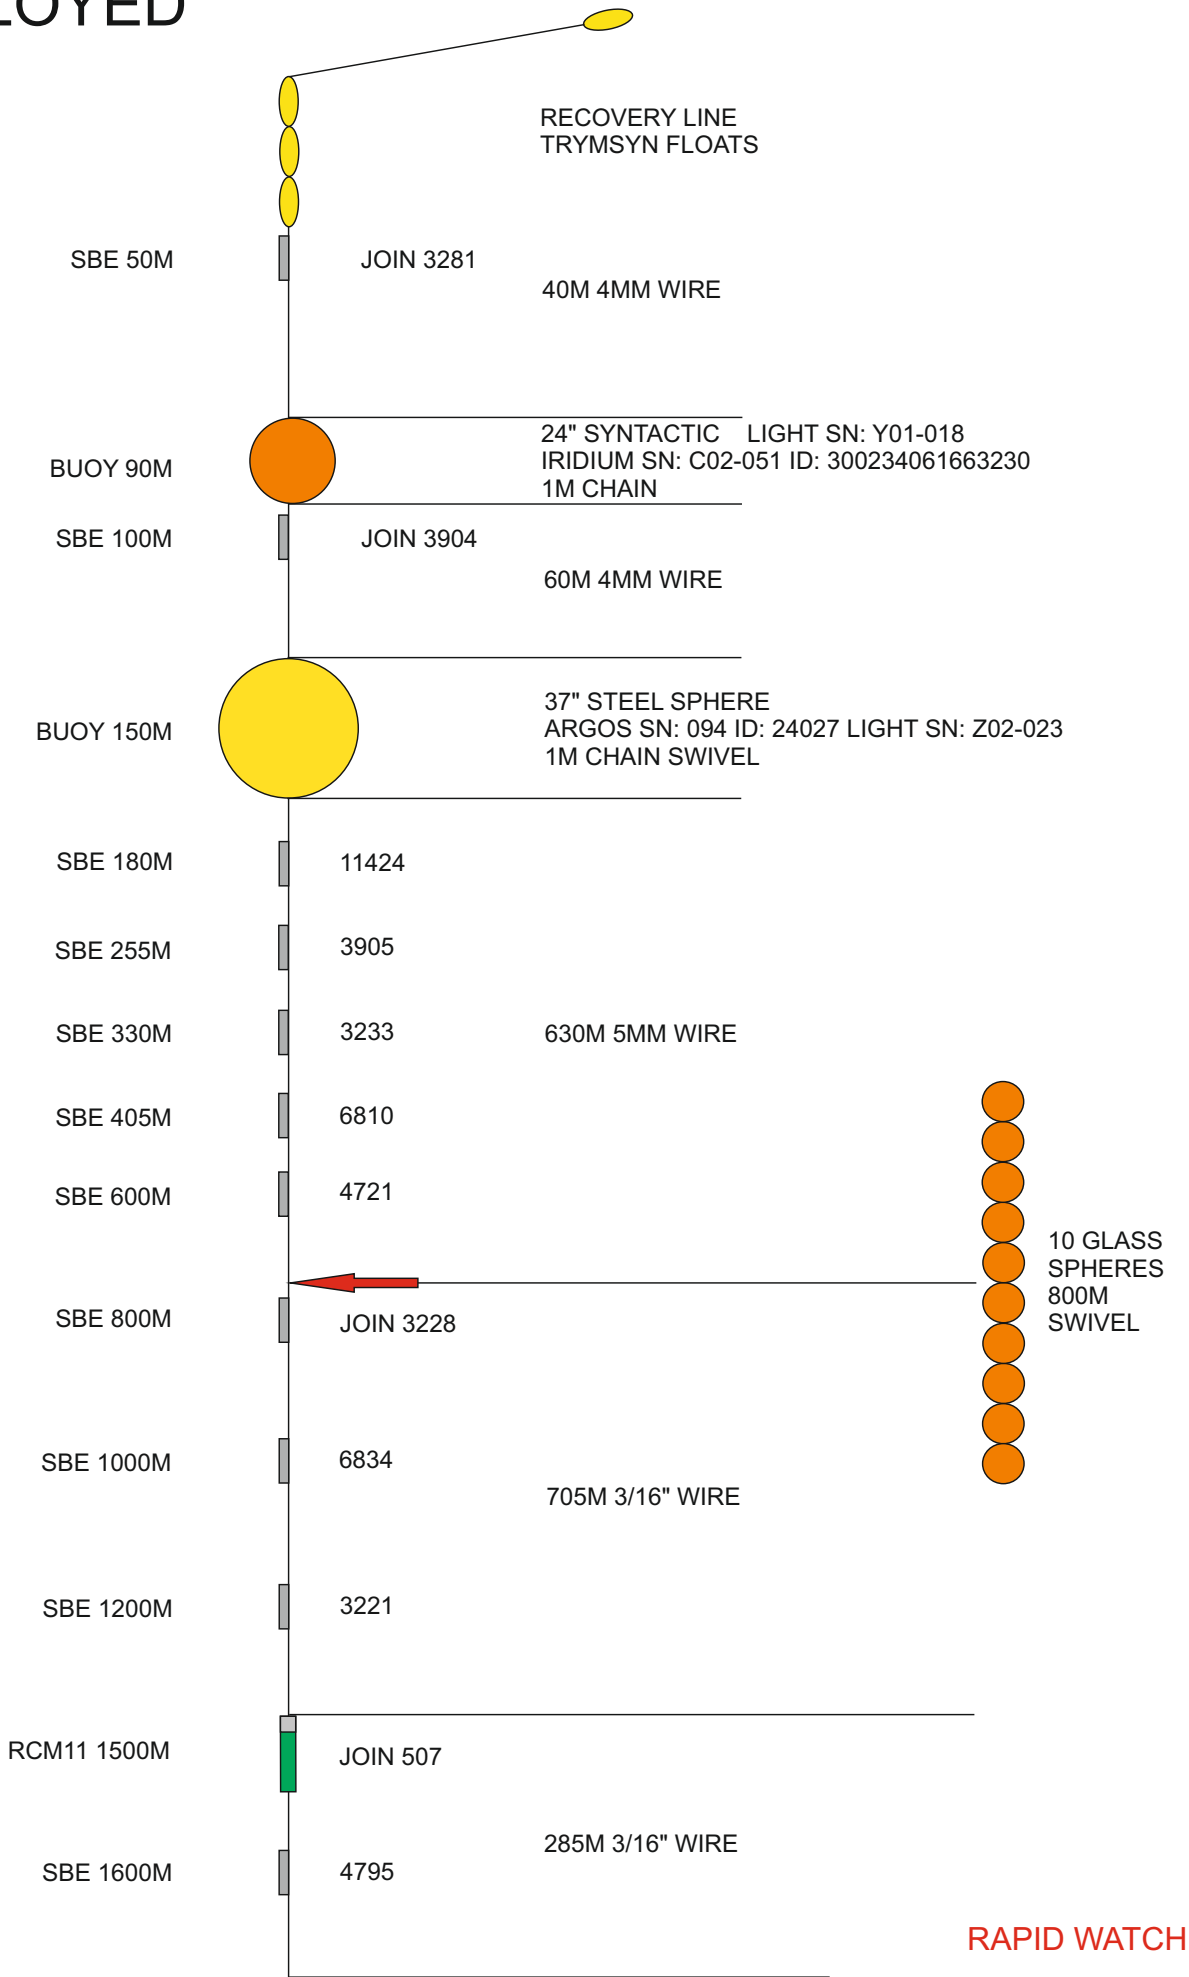 LOYED
RECOVERY LINE
TRYMSYN FLOATS
SBE 50M
JOIN 3281
40M 4MM WIRE
24" SYNTACTIC LIGHT SN: Y01-018
BUOY 90M
IRIDIUM SN: C02-051 ID: 300234061663230
1M CHAIN
SBE 100M
JOIN 3904
60M 4MM WIRE
37" STEEL SPHERE
BUOY 150M
ARGOS SN: 094 ID: 24027 LIGHT SN: Z02-023
1M CHAIN SWIVEL
SBE 180M
11424
SBE 255M
3905
SBE 330M
3233
630M 5MM WIRE
SBE 405M
6810
SBE 600M
4721
10 GLASS
SPHERES
800M
SWIVEL
SBE 800M
JOIN 3228
SBE 1000M
6834
705M 3/16" WIRE
SBE 1200M
3221
RCM11 1500M
JOIN 507
285M 3/16" WIRE
SBE 1600M
4795
RAPID WATCH